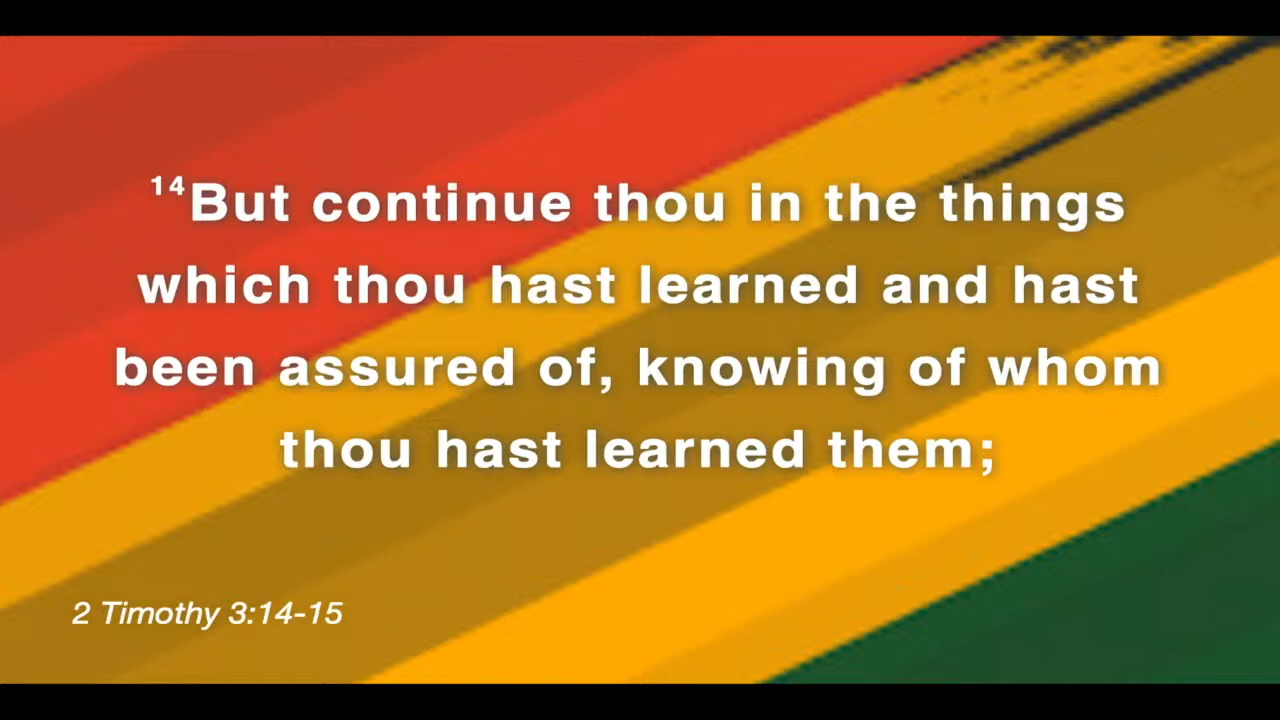 ¹⁴But continue thou in the things
which thou hast learned and hast
been assured of, knowing of whom
thou hast learned them;
2 Timothy 3:14-15